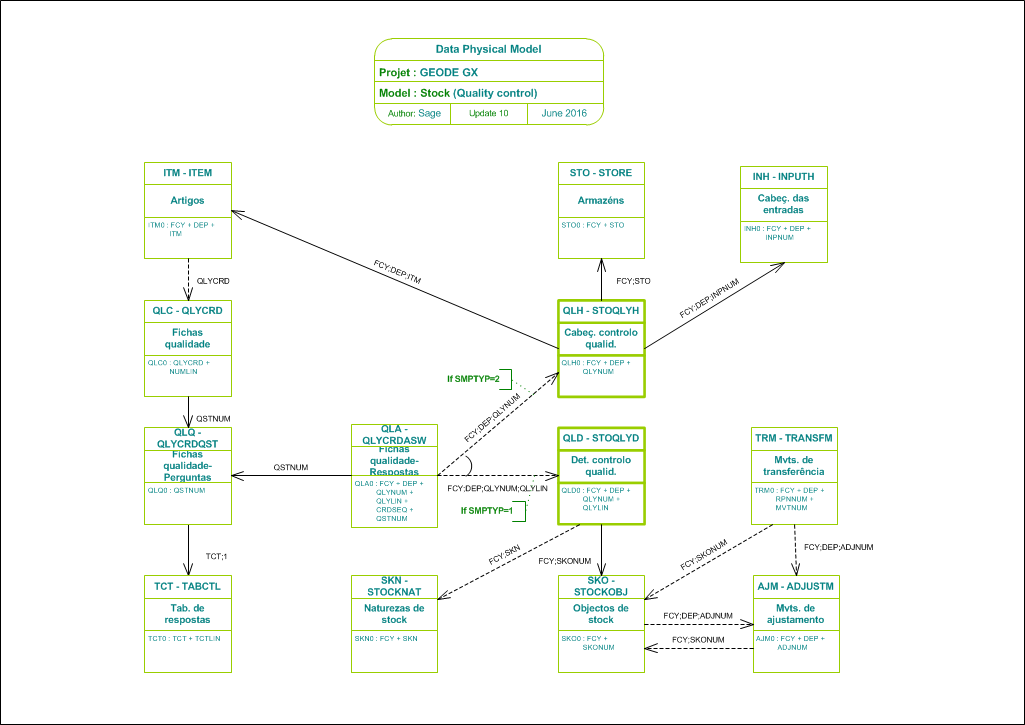 Data Physical Model
Projet : GEODE GX
Model : Stock (Quality control)
Author: Sage
Update 10
June 2016
ITM - ITEM
Artigos
ITM0 : FCY + DEP +
ITM
STO - STORE
Armazéns
STO0 : FCY + STO
INH - INPUTH
Cabeç. das
entradas
INH0 : FCY + DEP +
INPNUM
QLYCRD
FCY;DEP;ITM
FCY;STO
FCY;DEP;INPNUM
QLC - QLYCRD
Fichas
qualidade
QLC0 : QLYCRD +
NUMLIN
QLH - STOQLYH
Cabeç. controlo
qualid.
QLH0 : FCY + DEP +
QLYNUM
If SMPTYP=2
FCY;DEP;QLYNUM
QSTNUM
QLQ -
QLYCRDQST
Fichas
qualidade-
Perguntas
QLQ0 : QSTNUM
QSTNUM
QLA -
QLYCRDASW
Fichas
qualidade-
Respostas
QLA0 : FCY + DEP +
QLYNUM +
QLYLIN +
CRDSEQ +
QSTNUM
FCY;DEP;QLYNUM;QLYLIN
If SMPTYP=1
QLD - STOQLYD
Det. controlo
qualid.
QLD0 : FCY + DEP +
QLYNUM +
QLYLIN
TRM - TRANSFM
Mvts. de
transferência
TRM0 : FCY + DEP +
RPNNUM +
MVTNUM
TCT;1
FCY;SKN
FCY;SKONUM
FCY;SKONUM
FCY;DEP;ADJNUM
TCT - TABCTL
Tab. de
respostas
TCT0 : TCT + TCTLIN
SKN -
STOCKNAT
Naturezas de
stock
SKN0 : FCY + SKN
SKO -
STOCKOBJ
Objectos de
stock
SKO0 : FCY +
SKONUM
FCY;DEP;ADJNUM
FCY;SKONUM
AJM - ADJUSTM
Mvts. de
ajustamento
AJM0 : FCY + DEP +
ADJNUM